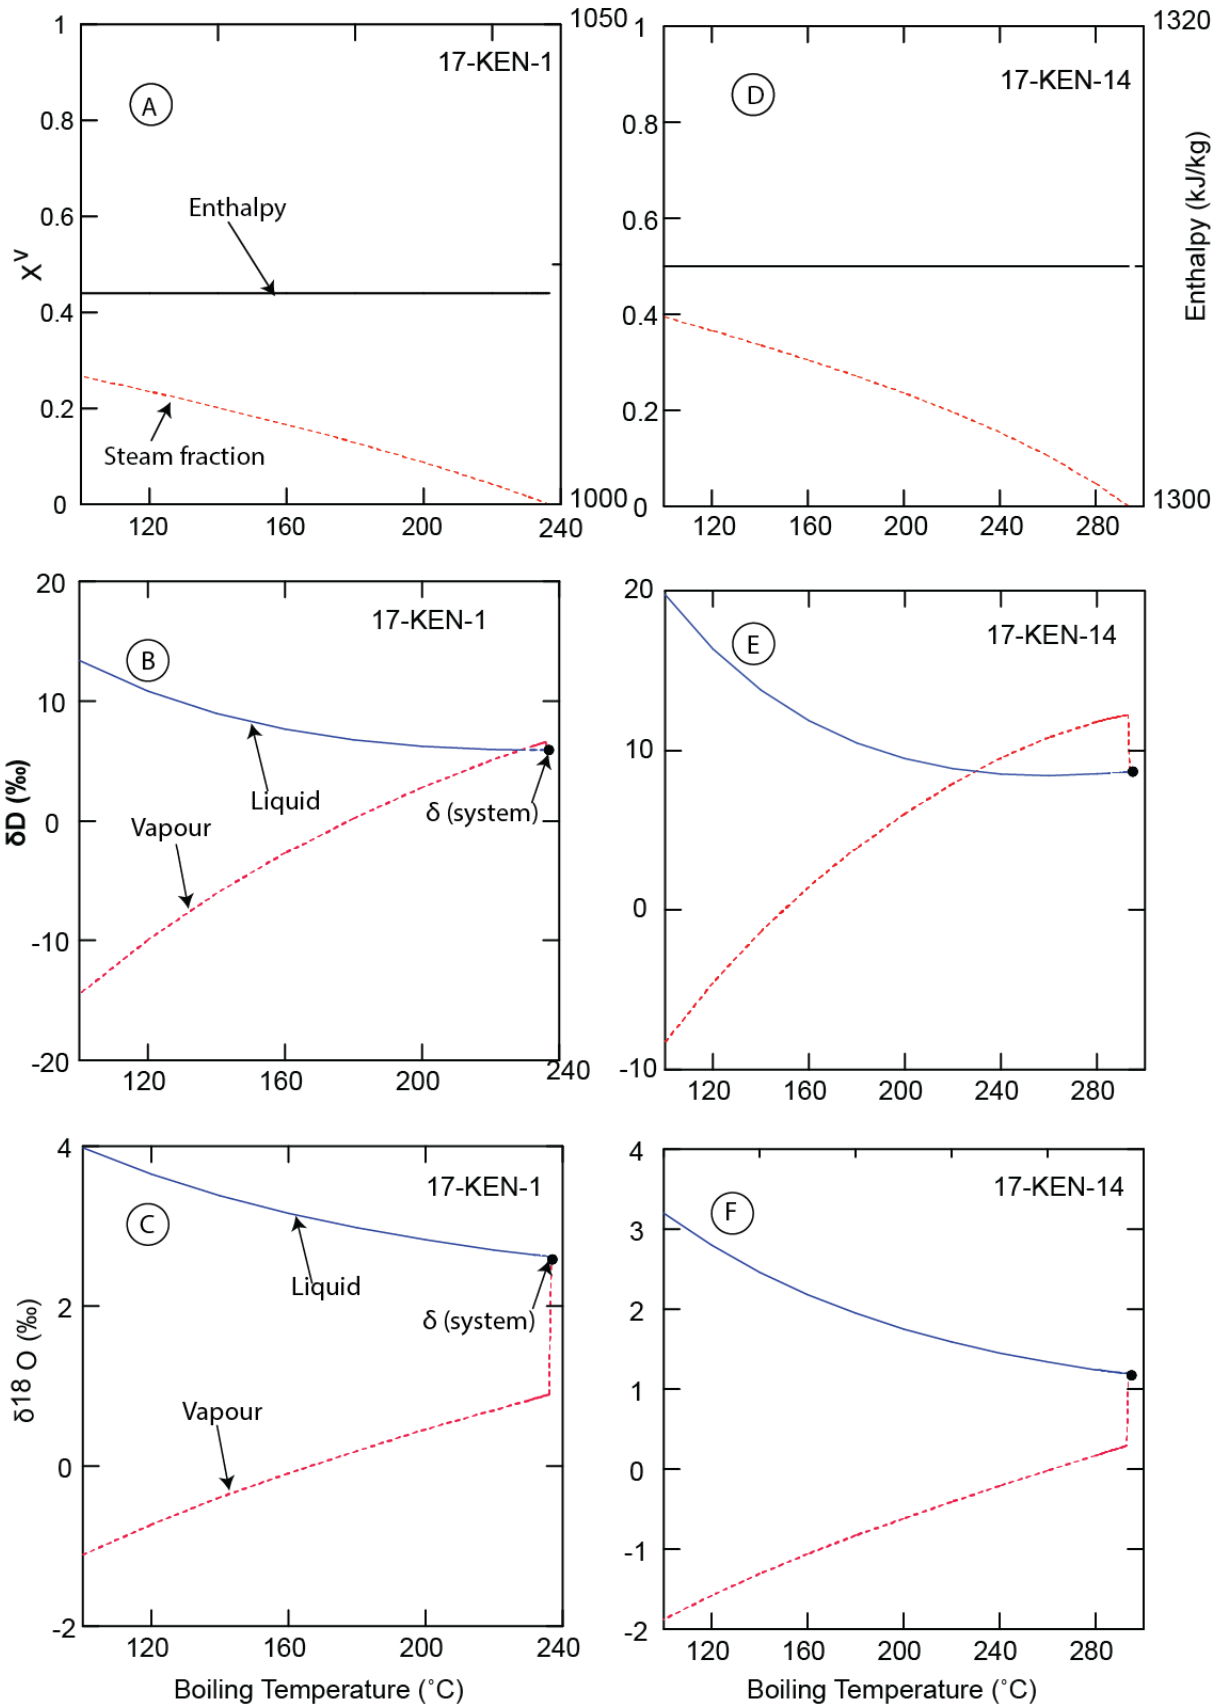 1
1050
17-KEN-1
A
0.8
Enthalpy
0.6
X^V
0.4
0.2
Steam fraction
0
1000
120
160
200
240
1
1320
17-KEN-14
D
0.8
0.6
Enthalpy (kJ/kg)
0.4
0.2
0
1300
120
160
200
240
280
20
17-KEN-1
B
10
Liquid
δ (system)
Vapour
δD (‰)
0
-10
-20
120
160
200
240
20
17-KEN-14
E
10
0
-10
120
160
200
240
280
4
17-KEN-1
C
Liquid
2
δ (system)
δ18 O (‰)
Vapour
0
-2
120
160
200
240
Boiling Temperature (˚C)
4
17-KEN-14
F
3
2
1
0
-1
-2
120
160
200
240
280
Boiling Temperature (˚C)